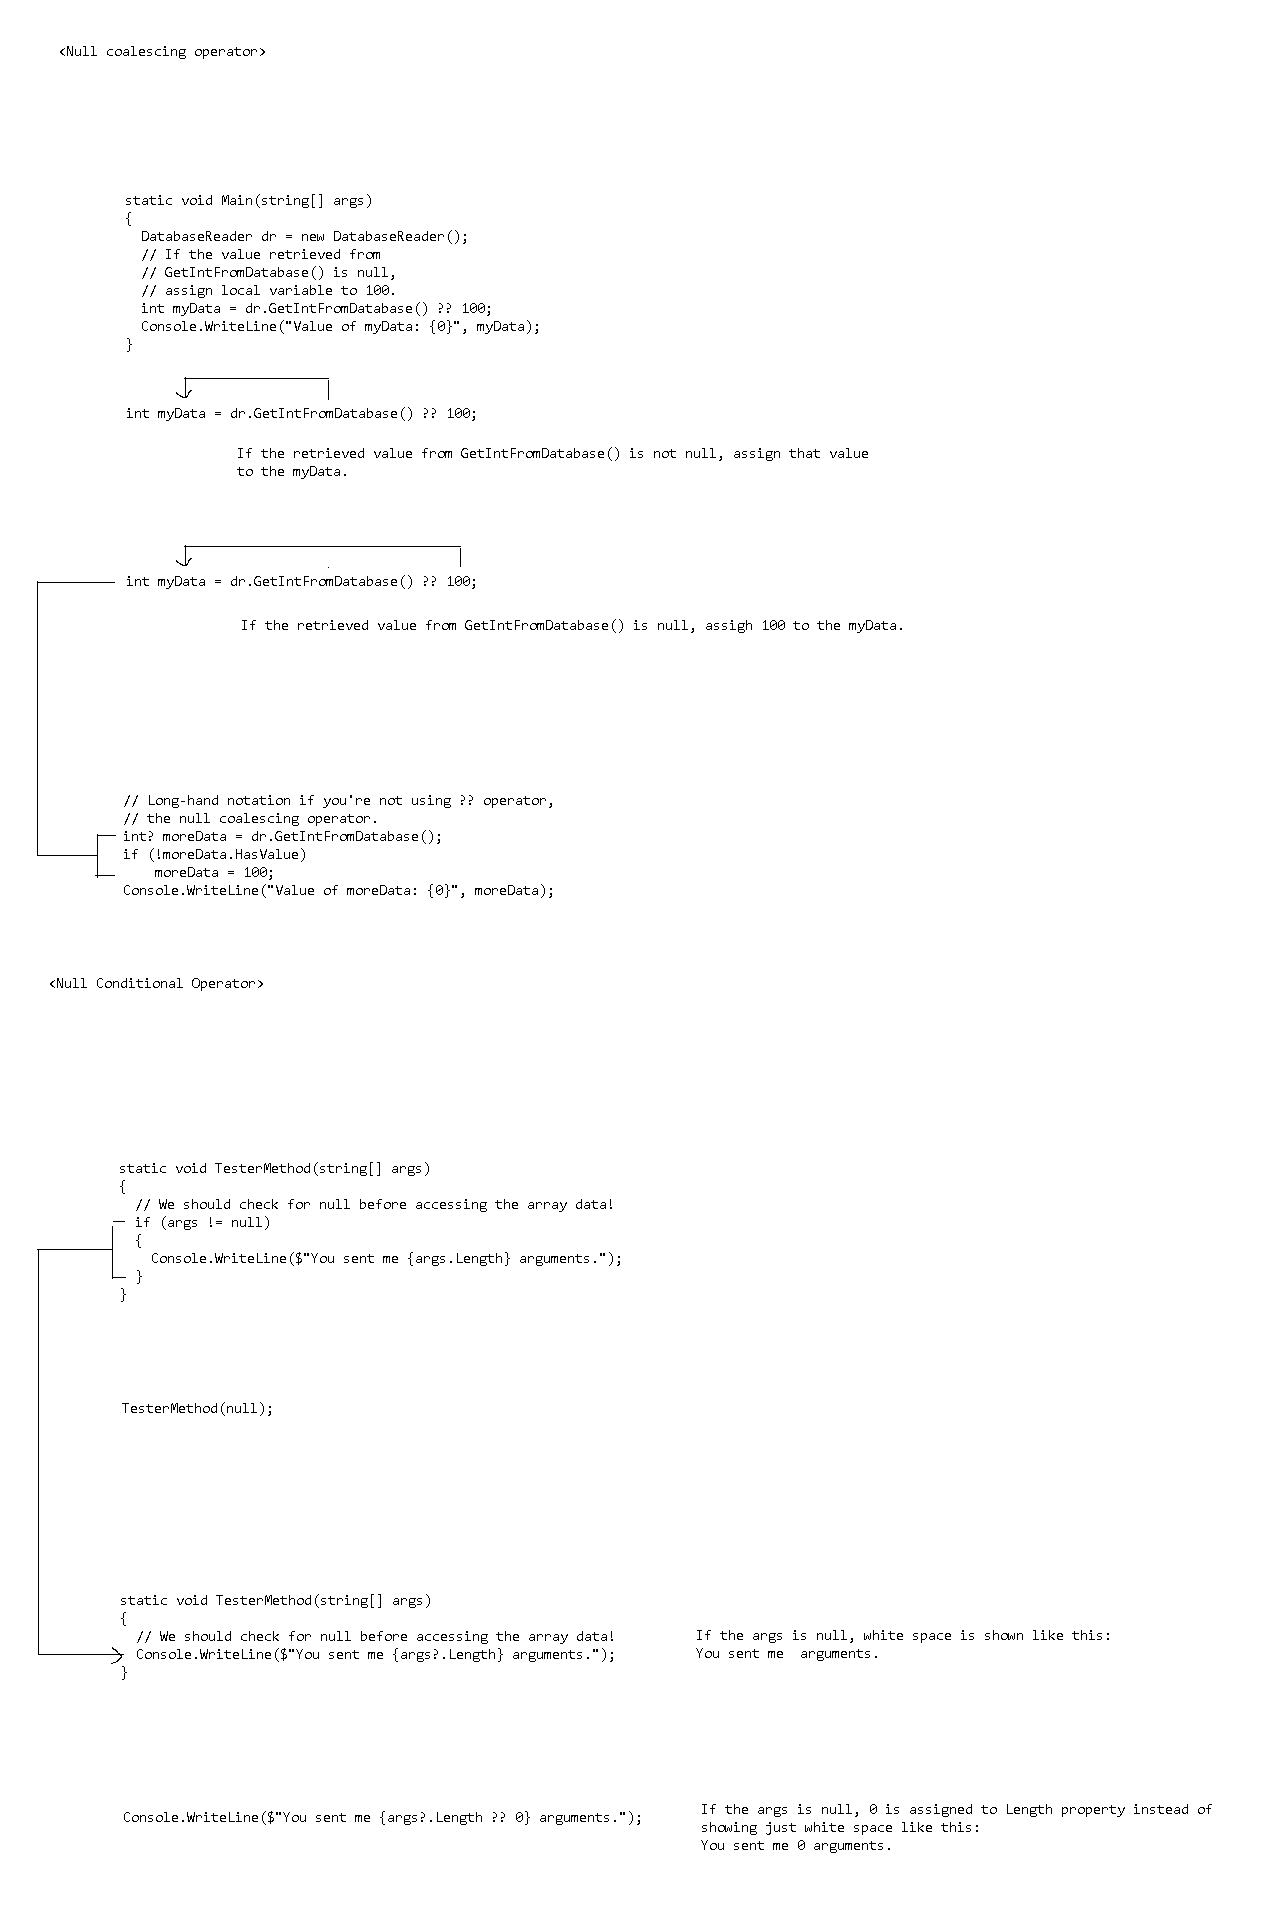 <Null coalescing operator>
static void Main(string[] args)
{
  DatabaseReader dr = new DatabaseReader();
  // If the value retrieved from
  // GetIntFromDatabase() is null,
  // assign local variable to 100.
  int myData = dr.GetIntFromDatabase() ?? 100;
  Console.WriteLine("Value of myData: {0}", myData);
}
int myData = dr.GetIntFromDatabase() ?? 100;
If the retrieved value from GetIntFromDatabase() is not null, assign that value
to the myData.
int myData = dr.GetIntFromDatabase() ?? 100;
If the retrieved value from GetIntFromDatabase() is null, assigh 100 to the myData.
// Long-hand notation if you're not using ?? operator,
// the null coalescing operator.
int? moreData = dr.GetIntFromDatabase();
if (!moreData.HasValue)
    moreData = 100;
Console.WriteLine("Value of moreData: {0}", moreData);
<Null Conditional Operator>
static void TesterMethod(string[] args)
{
  // We should check for null before accessing the array data!
  if (args != null)
  {
    Console.WriteLine($"You sent me {args.Length} arguments.");
  }
}
TesterMethod(null);
static void TesterMethod(string[] args)
{
  // We should check for null before accessing the array data!
  Console.WriteLine($"You sent me {args?.Length} arguments.");
}
If the args is null, white space is shown like this:
You sent me  arguments.
Console.WriteLine($"You sent me {args?.Length ?? 0} arguments.");
If the args is null, 0 is assigned to Length property instead of
showing just white space like this:
You sent me 0 arguments.